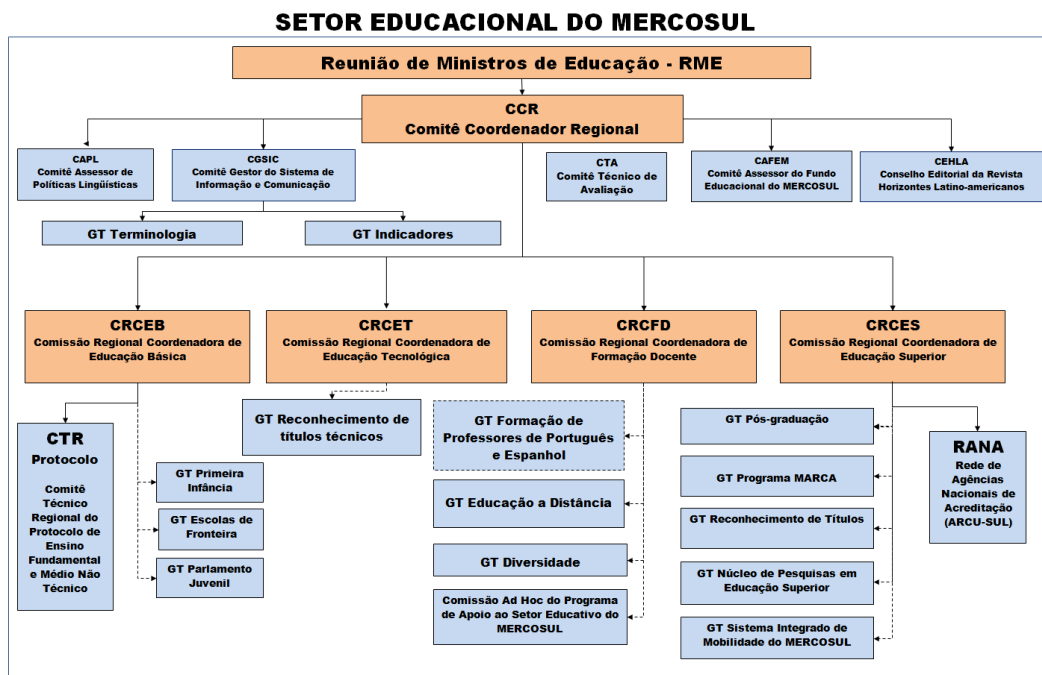 SETOR EDUCACIONAL DO MERCOSUL
Reunião de Ministros de Educação - RME
CCR
Comitê Coordenador Regional
CAPL
Comitê Assessor de
Políticas Lingüísticas
CGSIC
Comitê Gestor do Sistema de
Informação e Comunicação
CTA
Comitê Técnico de
Avaliação
CAFEM
Comitê Assessor do Fundo
Educacional do MERCOSUL
CEHLA
Conselho Editorial da Revista
Horizontes Latino-americanos
GT Terminologia
GT Indicadores
CRCEB
Comissão Regional Coordenadora de
Educação Básica
CRCET
Comissão Regional Coordenadora de
Educação Tecnológica
CRCFD
Comissão Regional Coordenadora de
Formação Docente
CRCES
Comissão Regional Coordenadora de
Educação Superior
CTR
Protocolo
Comitê
Técnico
Regional do
Protocolo de
Ensino
Fundamental
e Médio Não
Técnico
GT Primeira
Infância
GT Escolas de
Fronteira
GT Parlamento
Juvenil
GT Reconhecimento de
títulos técnicos
GT Formação de
Professores de Português
e Espanhol
GT Educação a Distância
GT Diversidade
Comissão Ad Hoc do Programa
de Apoio ao Setor Educativo do
MERCOSUL
GT Pós-graduação
GT Programa MARCA
GT Reconhecimento de Títulos
GT Núcleo de Pesquisas em
Educação Superior
GT Sistema Integrado de
Mobilidade do MERCOSUL
RANA
Rede de
Agências
Nacionais de
Acreditação
(ARCU-SUL)